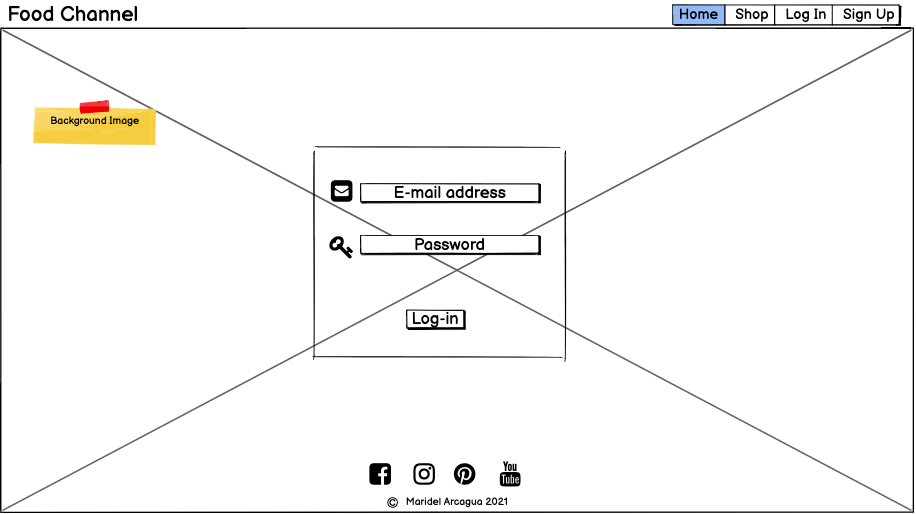 Food Channel
Home Shop Log In Sign Up
Background Image
E-mail address
Password
Log-in
You
Tube
© Maridel Arcagua 2021